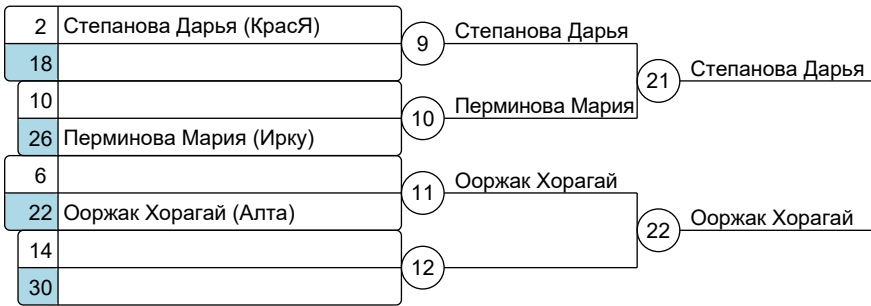 2 Степанова Дарья (КрасЯ)
18
9 Степанова Дарья
10
26 Перминова Мария (Ирку)
10 Перминова Мария
21 Степанова Дарья
6
22 Ооржак Хорагай (Алта)
11 Ооржак Хорагай
14
30
12
22 Ооржак Хорагай